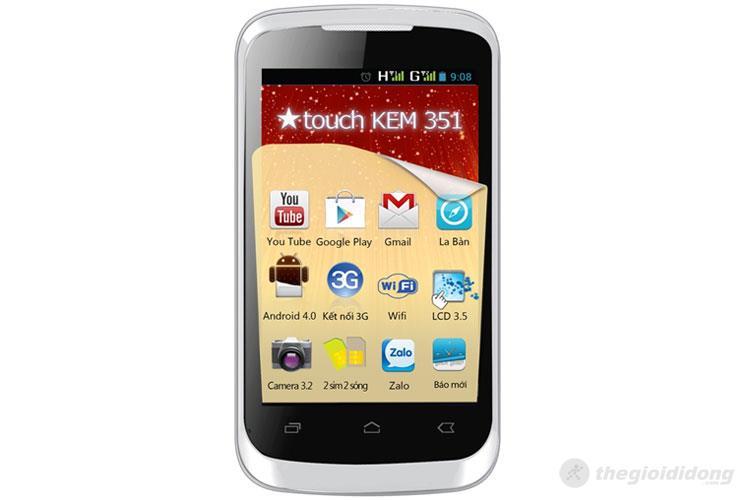 H G 9:08
★touch KEM 351
You
Tube
You Tube Google Play Gmail La Bàn
3G
Wi Fi
Android 4.0 Kết nối 3G Wifi LCD 3.5
Zalo
Camera 3.2 2 sim 2 sóng Zalo Báo mới
thegioididong
.com